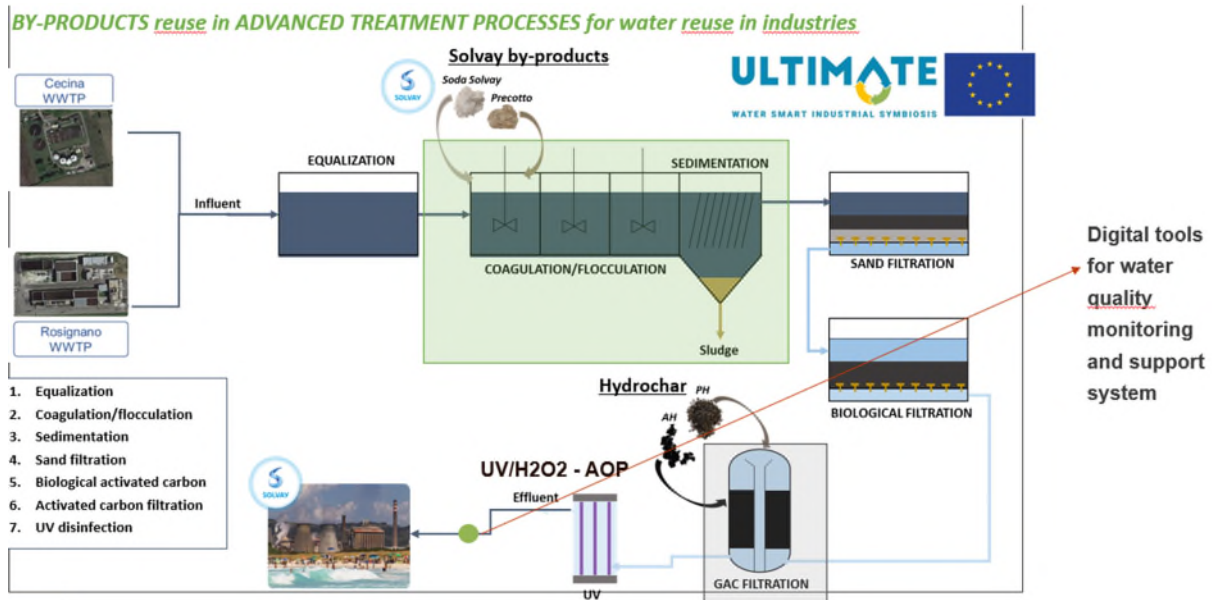 BY-PRODUCTS reuse in ADVANCED TREATMENT PROCESSES for water reuse in industries
Solvay by-products
SOLVAY
Soda Solvay
Precotto
ULTIMATE
WATER SMART INDUSTRIAL SYMBIOSIS
Cecina
WWTP
Influent
EQUALIZATION
SEDIMENTATION
COAGULATION/FLOCCULATION
Sludge
SAND FILTRATION
BIOLOGICAL FILTRATION
Digital tools
for water
quality
monitoring
and support
system
Rosignano
WWTP
1. Equalization
2. Coagulation/flocculation
3. Sedimentation
4. Sand filtration
5. Biological activated carbon
6. Activated carbon filtration
7. UV disinfection
Hydrochar
PH
AH
UV/H2O2 - AOP
Effluent
SOLVAY
UV
GAC FILTRATION